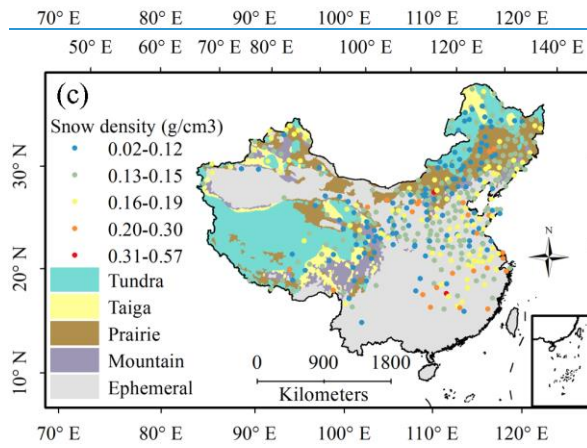 70° E 80° E 90° E 100° E 110° E 120° E
50° E 60° E 70° E 80° E 100° E 120° E 140° E
(c)
Snow density (g/cm3)
0.02-0.12
0.13-0.15
0.16-0.19
0.20-0.30
0.31-0.57
Tundra
Taiga
Prairie
Mountain
Ephemeral
30° N
20° N
10° N
N
0 900 1800
Kilometers
70° E 80° E 90° E 100° E 110° E 120° E